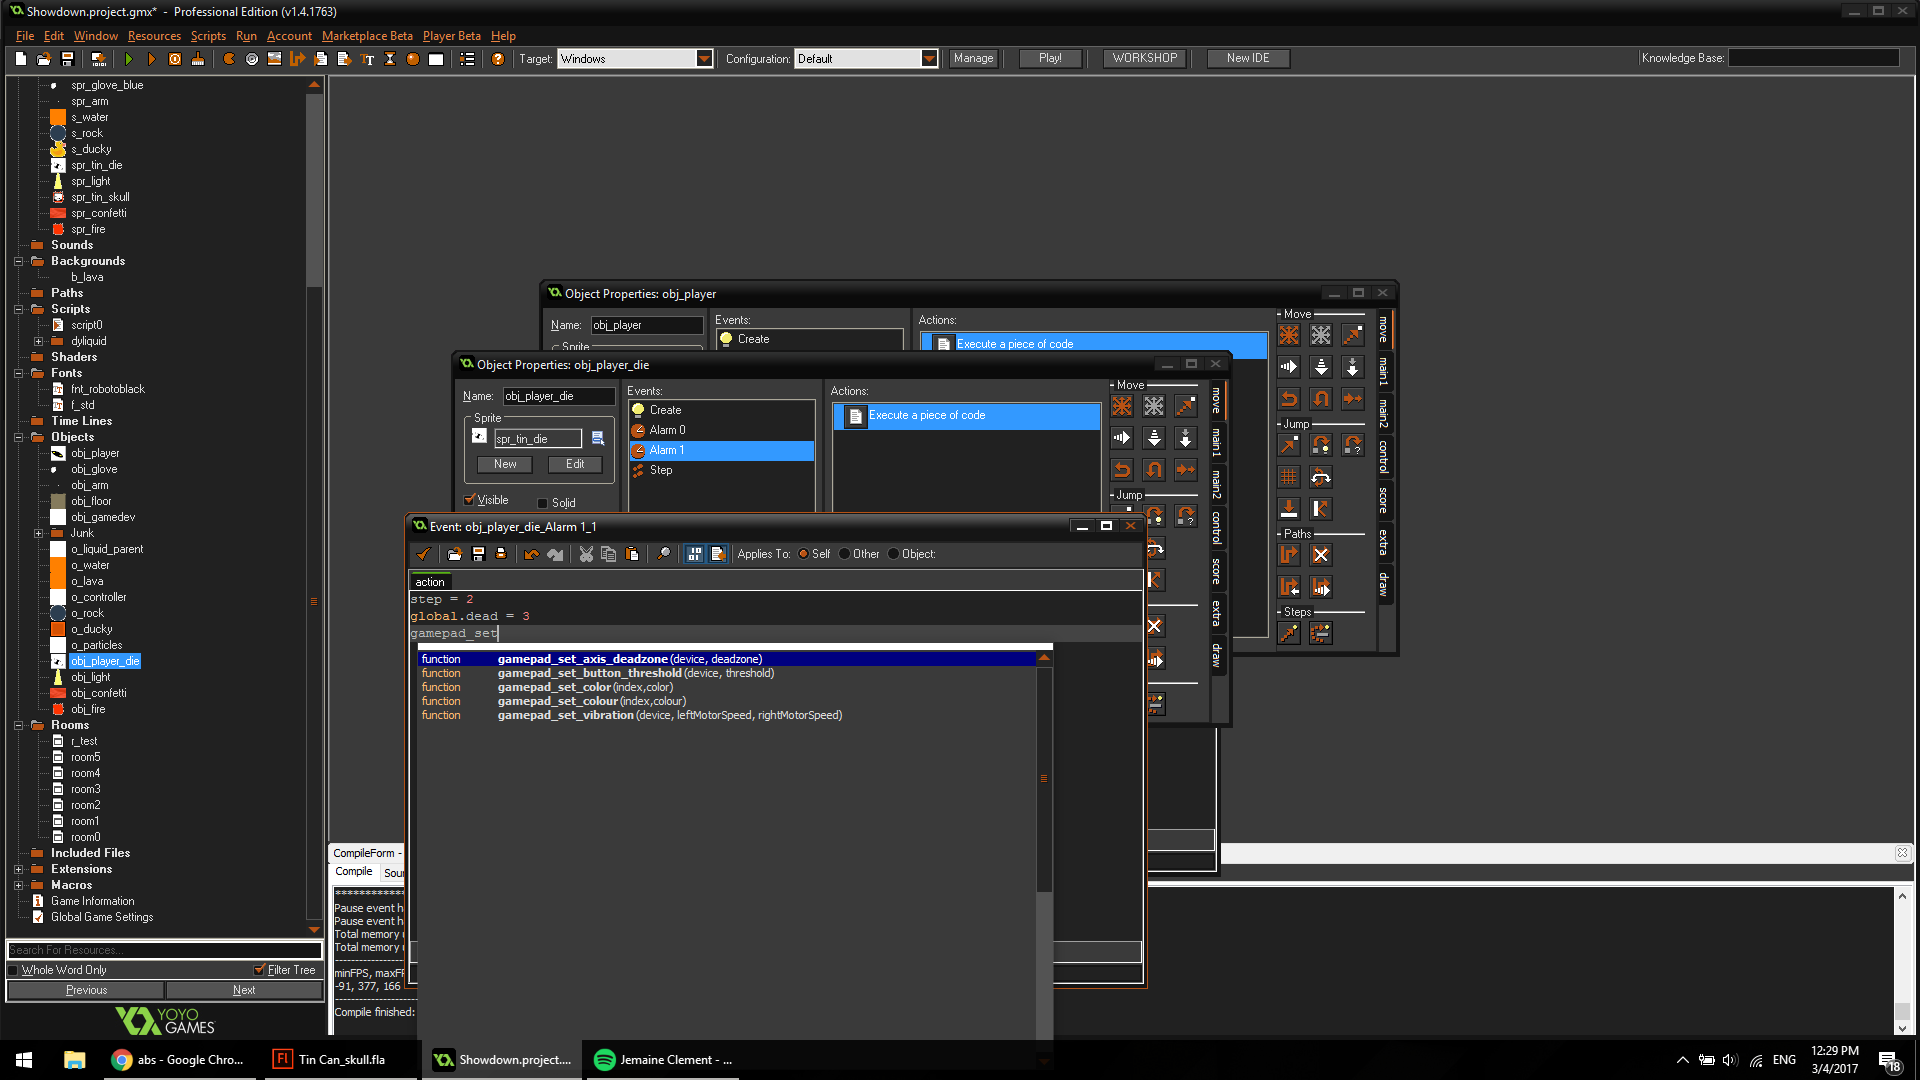 Showdown.project.gmx* - Professional Edition (v1.4.1763)
File Edit Window Resources Scripts Run Account Marketplace Beta Player Beta Help
Target: Windows Configuration: Default Manage Play! WORKSHOP New IDE Knowledge Base:
spr_glove_blue
spr_arm
s_water
s_rock
s_ducky
spr_tin_die
spr_light
spr_tin_skull
spr_confetti
spr_fire
Sounds
Backgrounds
b_lava
Paths
Scripts
script0
dyliquid
Shaders
Fonts
fnt_robotoblack
f_std
Time Lines
Objects
obj_player
obj_glove
obj_arm
obj_floor
obj_gamedev
Junk
o_liquid_parent
o_water
o_lava
o_controller
o_rock
o_ducky
o_particles
obj_player_die
obj_light
obj_confetti
obj_fire
Rooms
r_test
room5
room4
room3
room2
room1
room0
Included Files
Extensions
Macros
Game Information
Global Game Settings
Search For Resources...
Whole Word Only Filter Tree
Previous Next
YOYO
GAMES
Object Properties: obj_player
Name: obj_player
Sprite
Events:
Create
Actions:
Execute a piece of code
Move
Jump
Paths
Steps
move
main1
main2
control
score
extra
draw
Object Properties: obj_player_die
Name: obj_player_die
Sprite
spr_tin_die
New Edit
Visible Solid
Events:
Create
Alarm 0
Alarm 1
Step
Actions:
Execute a piece of code
Move
Jump
move
main1
main2
control
score
extra
draw
Event: obj_player_die_Alarm 1_1
Applies To: Self Other Object:
action
step = 2
global.dead = 3
gamepad_set
function gamepad_set_axis_deadzone(device, deadzone)
function gamepad_set_button_threshold(device, threshold)
function gamepad_set_color(index,color)
function gamepad_set_colour(index,colour)
function gamepad_set_vibration(device, leftMotorSpeed, rightMotorSpeed)
CompileForm -
Compile Sour
Pause event h
Pause event h
Total memory
Total memory
minFPS, maxF
-91, 377, 166
Compile finished:
abs - Google Chro...
Tin Can_skull.fla
Showdown.project....
Jemaine Clement - ...
ENG
12:29 PM
3/4/2017
18